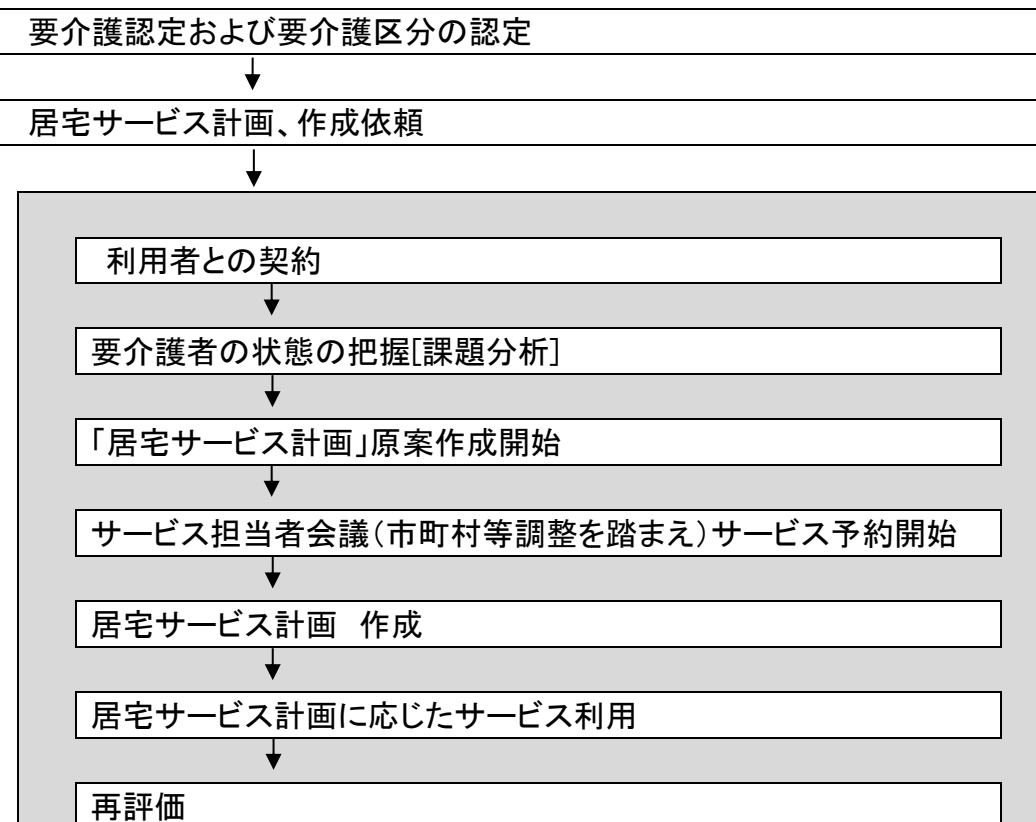 要介護認定および要介護区分の認定
居宅サービス計画、作成依頼
利用者との契約
要介護者の状態の把握[課題分析]
「居宅サービス計画」原案作成開始
サービス担当者会議(市町村等調整を踏まえ)サービス予約開始
居宅サービス計画　作成
居宅サービス計画に応じたサービス利用
再評価